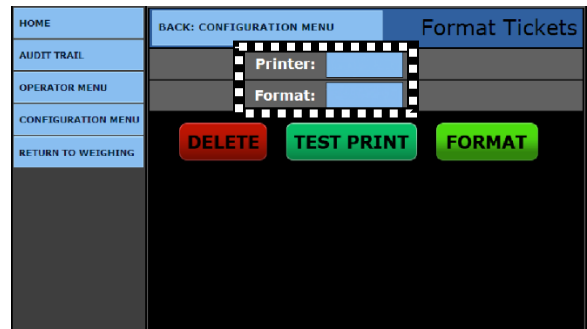 HOME
AUDIT TRAIL
OPERATOR MENU
CONFIGURATION MENU
RETURN TO WEIGHING
BACK: CONFIGURATION MENU
Format Tickets
Printer:
Format:
DELETE
TEST PRINT
FORMAT